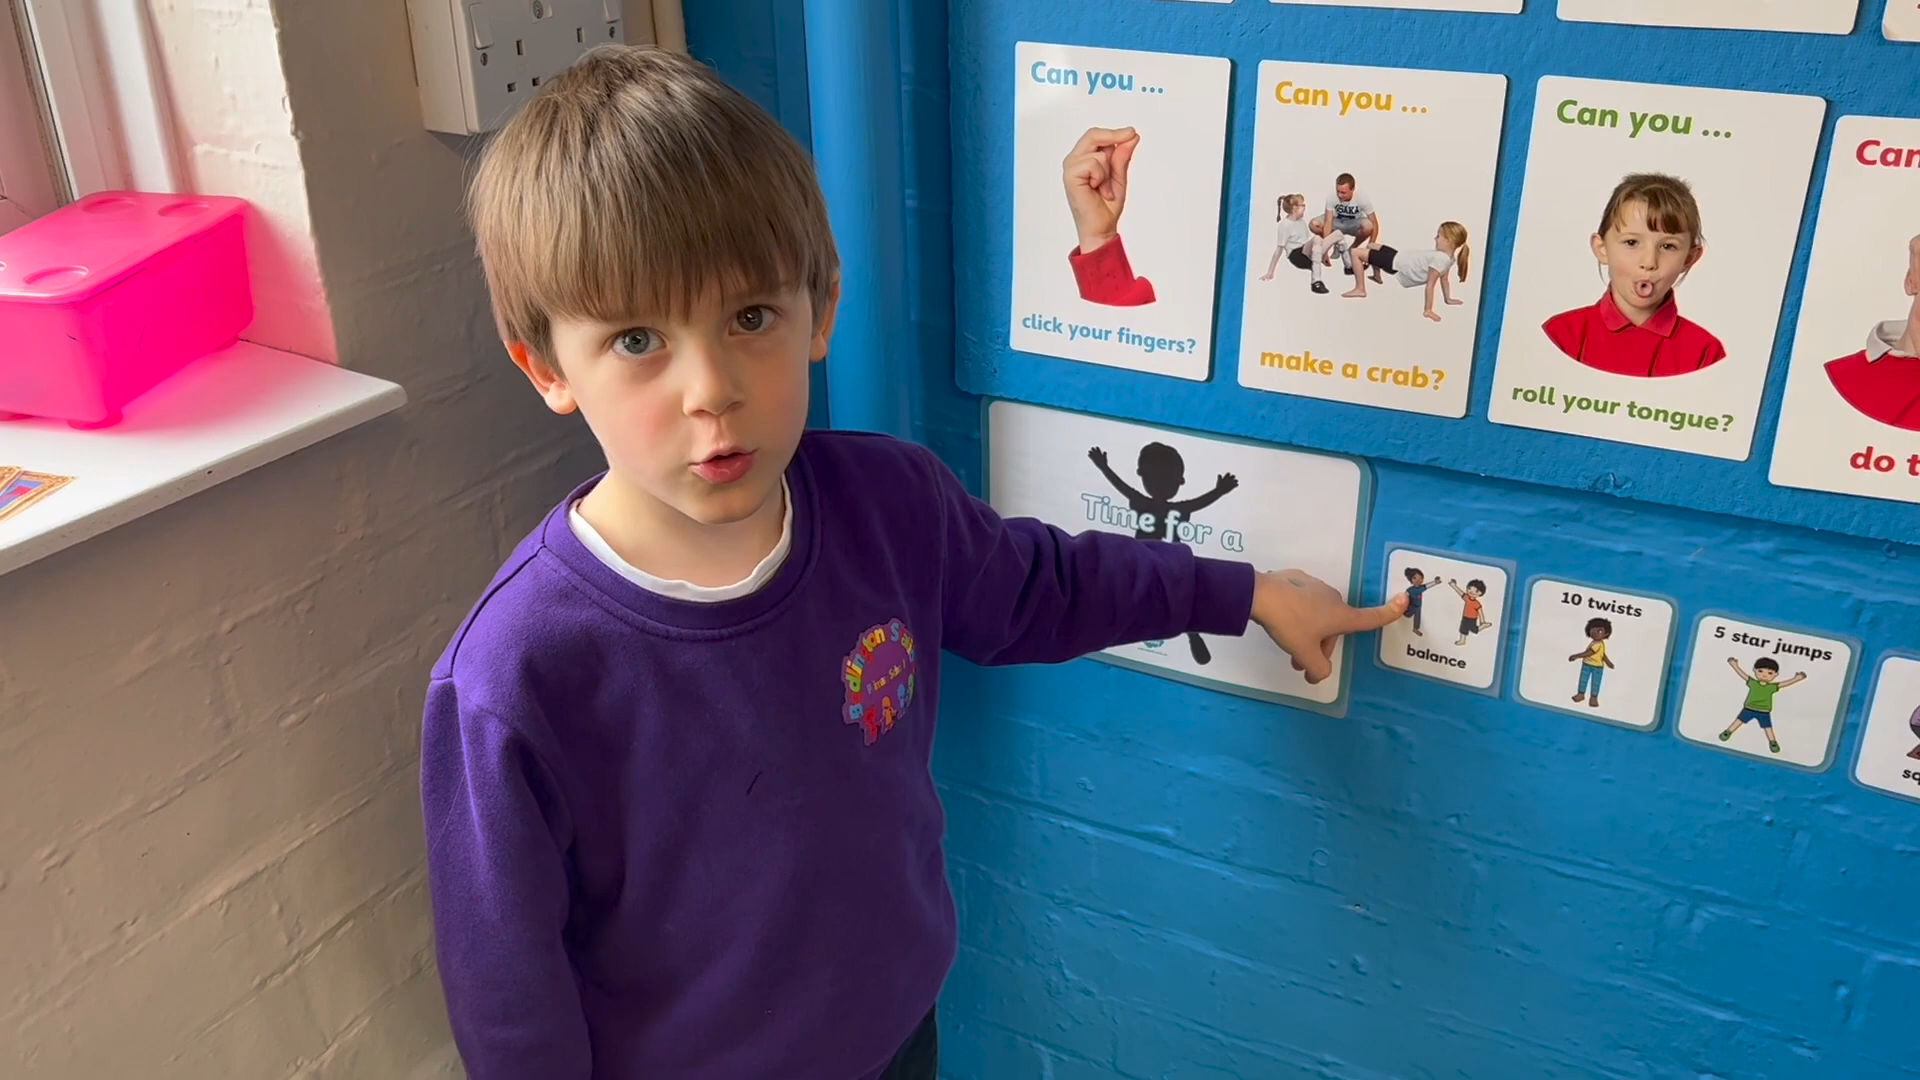 Can you ...
click your fingers?
Can you ...
make a crab?
Can you ...
roll your tongue?
Time for a
balance
10 twists
5 star jumps